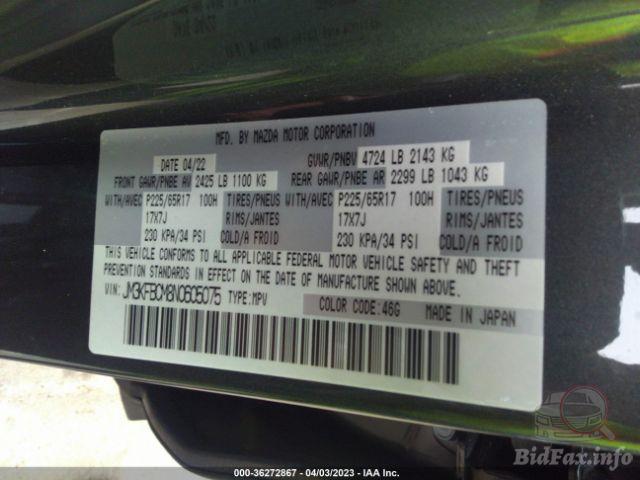 MFD. BY MAZDA MOTOR CORPORATION
DATE 04/22 GVWR/PNBV 4724 LB 2143 KG
FRONT GAWR/PNBE AV 2425 LB 1100 KG REAR GAWR/PNBE AR 2299 LB 1043 KG
WITH/AVEC P225/65R17 100H TIRES/PNEUS WITH/AVEC P225/65R17 100H TIRES/PNEUS
17X7J RIMS/JANTES 17X7J RIMS/JANTES
230 KPA/34 PSI COLD/A FROID 230 KPA/34 PSI COLD/A FROID
THIS VEHICLE CONFORMS TO ALL APPLICABLE FEDERAL MOTOR VEHICLE SAFETY AND THEFT
PREVENTION STANDARDS IN EFFECT ON THE DATE OF MANUFACTURE SHOWN ABOVE.
VIN: JM3KFBCM8N0605075 TYPE: MPV COLOR CODE: 46G MADE IN JAPAN
BidFax.info
000-36272867 - 04/03/2023 - IAA Inc.